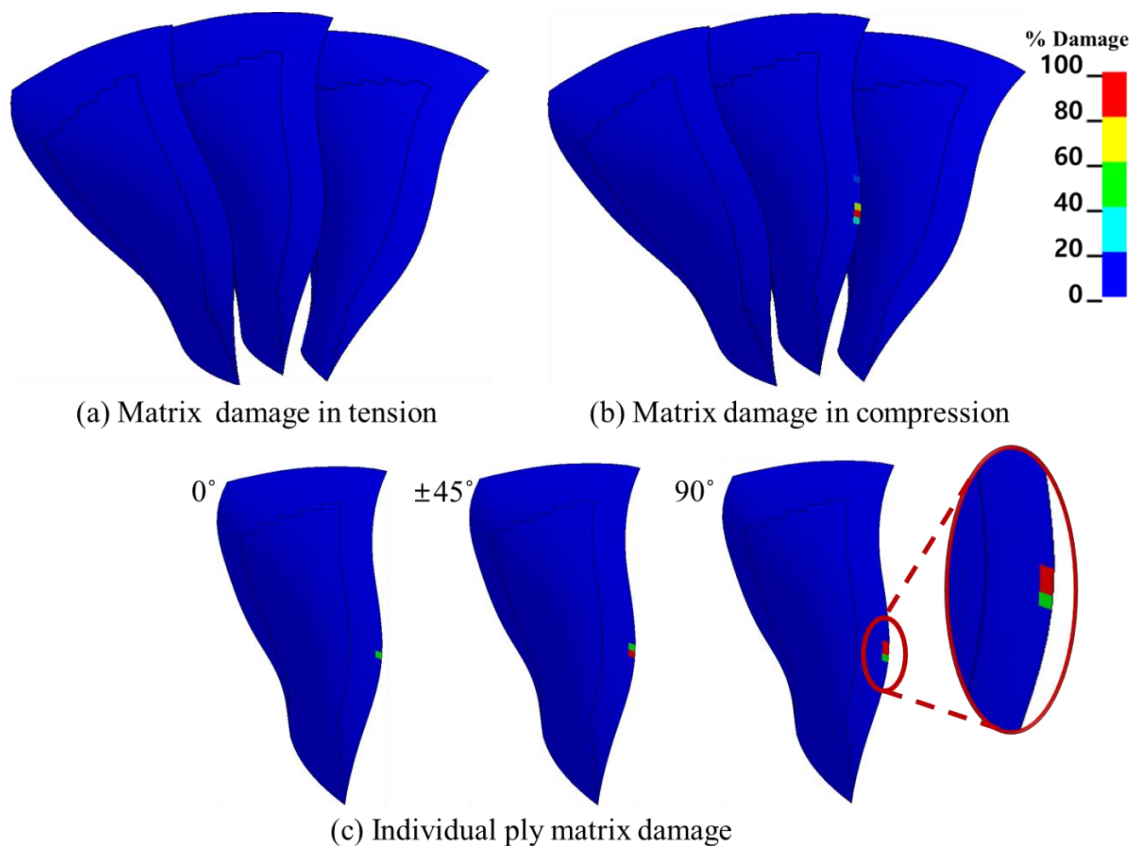 % Damage
100
80
60
40
20
0
(a) Matrix damage in tension
(b) Matrix damage in compression
0°
±45°
90°
(c) Individual ply matrix damage